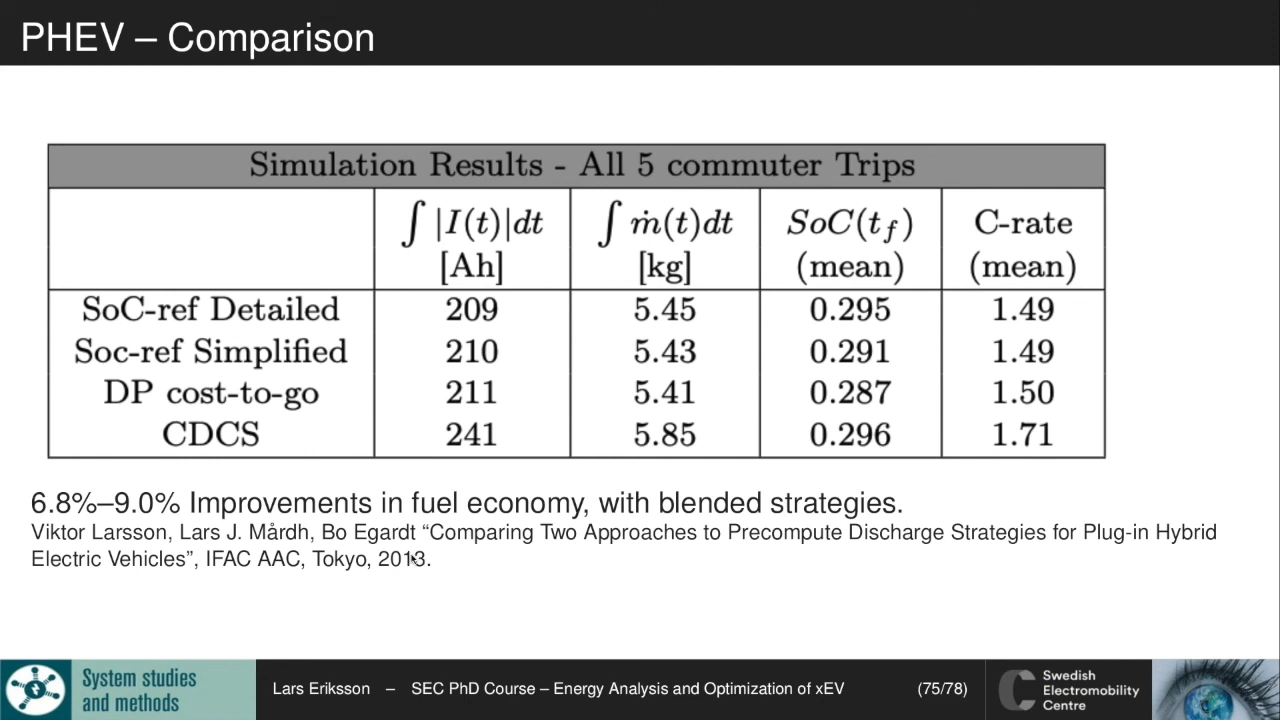 PHEV – Comparison
Simulation Results - All 5 commuter Trips
∫ |I(t)|dt ∫ ṁ(t)dt SoC(t_f) C-rate
[Ah] [kg] (mean) (mean)
SoC-ref Detailed 209 5.45 0.295 1.49
Soc-ref Simplified 210 5.43 0.291 1.49
DP cost-to-go 211 5.41 0.287 1.50
CDCS 241 5.85 0.296 1.71
6.8%–9.0% Improvements in fuel economy, with blended strategies.
Viktor Larsson, Lars J. Mårdh, Bo Egardt “Comparing Two Approaches to Precompute Discharge Strategies for Plug-in Hybrid
Electric Vehicles”, IFAC AAC, Tokyo, 2013.
System studies
and methods
Lars Eriksson – SEC PhD Course – Energy Analysis and Optimization of xEV (75/78)
Swedish
Electromobility
Centre